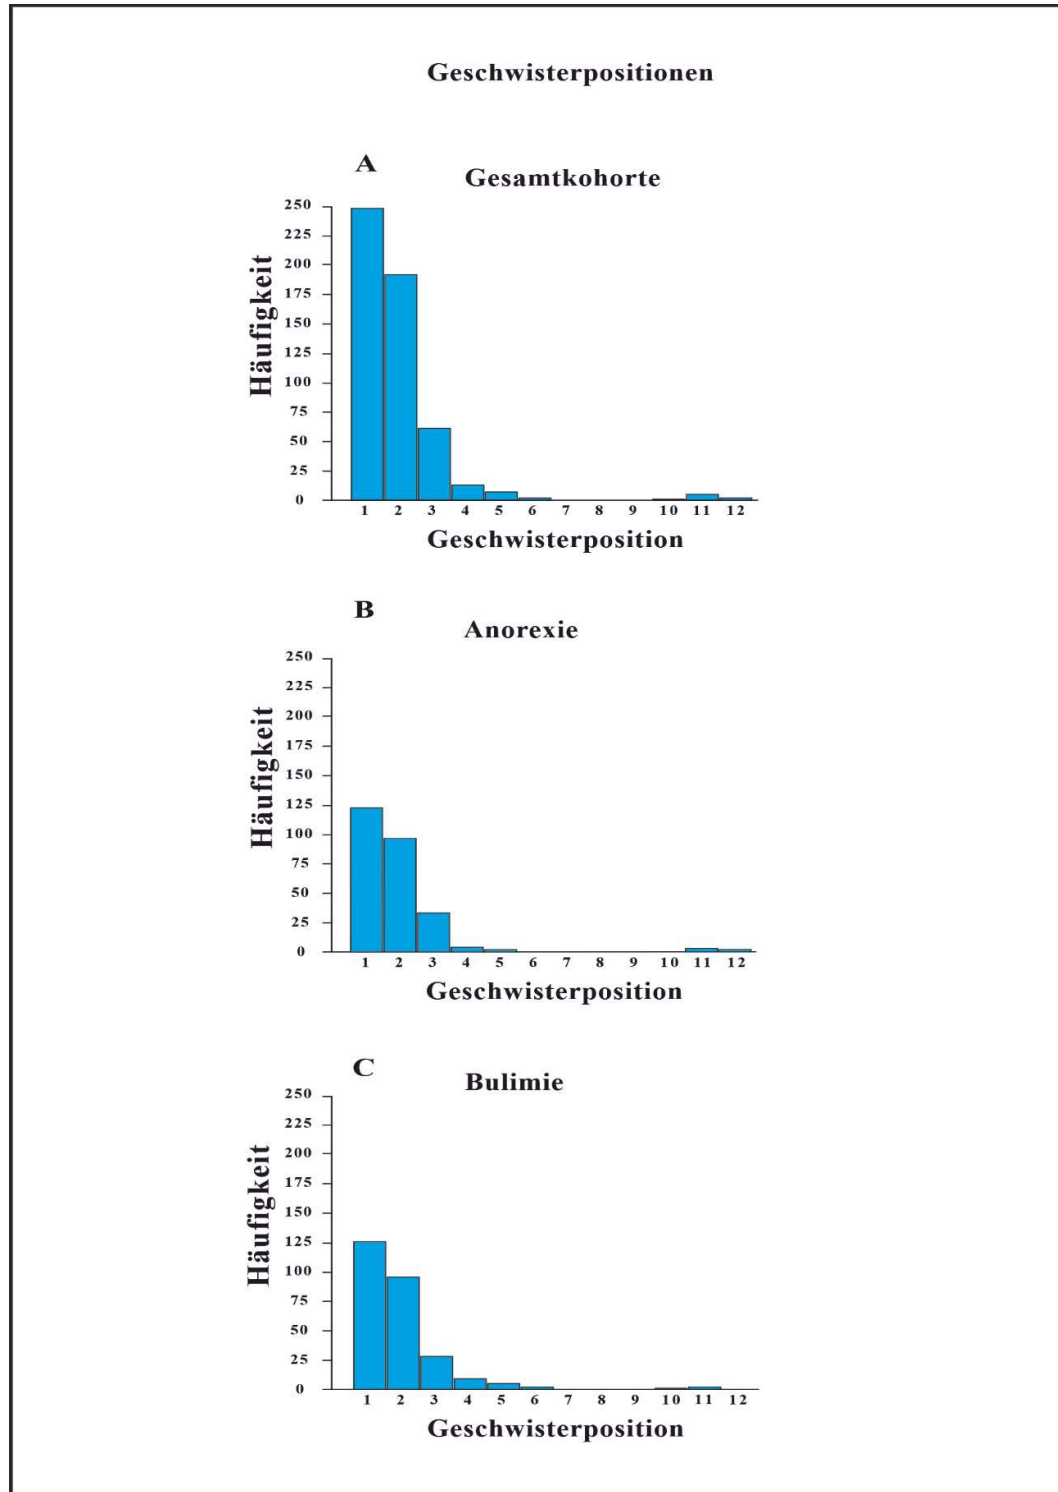 Geschwisterpositionen
A
Gesamtkohorte
250
225
200
175
150
125
100
75
50
25
0
Häufigkeit
1 2 3 4 5 6 7 8 9 10 11 12
Geschwisterposition
B
Anorexie
250
225
200
175
150
125
100
75
50
25
0
Häufigkeit
1 2 3 4 5 6 7 8 9 10 11 12
Geschwisterposition
C
Bulimie
250
225
200
175
150
125
100
75
50
25
0
Häufigkeit
1 2 3 4 5 6 7 8 9 10 11 12
Geschwisterposition